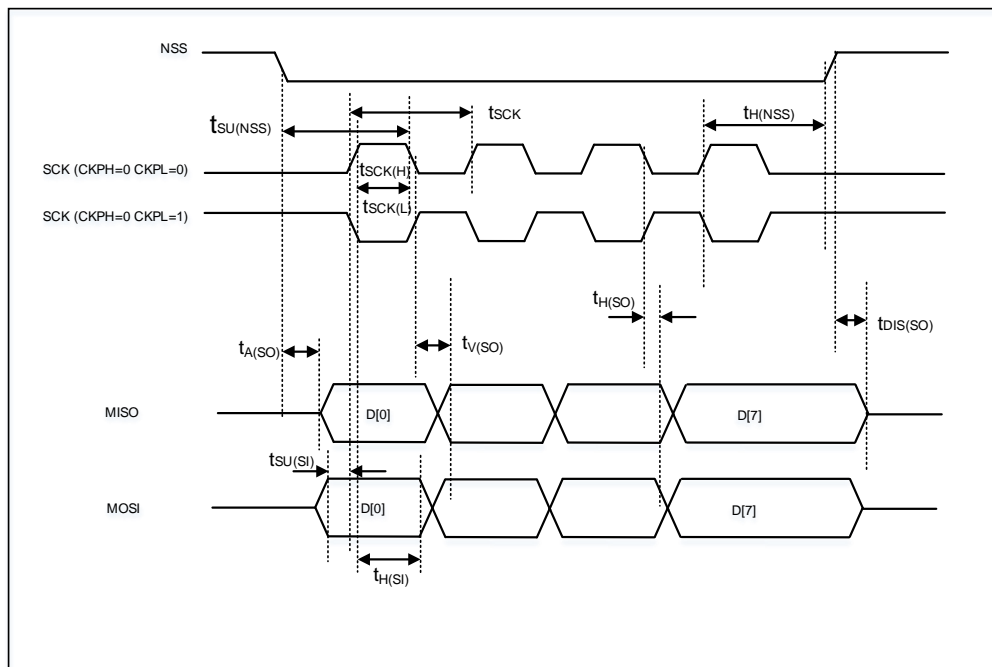 NSS
tSCK
tSU(NSS)
tH(NSS)
SCK (CKPH=0 CKPL=0)
tSCK(H)
tSCK(L)
SCK (CKPH=0 CKPL=1)
tH(SO)
tDIS(SO)
tA(SO)
tV(SO)
MISO
D[0]
D[7]
tSU(SI)
MOSI
D[0]
D[7]
tH(SI)